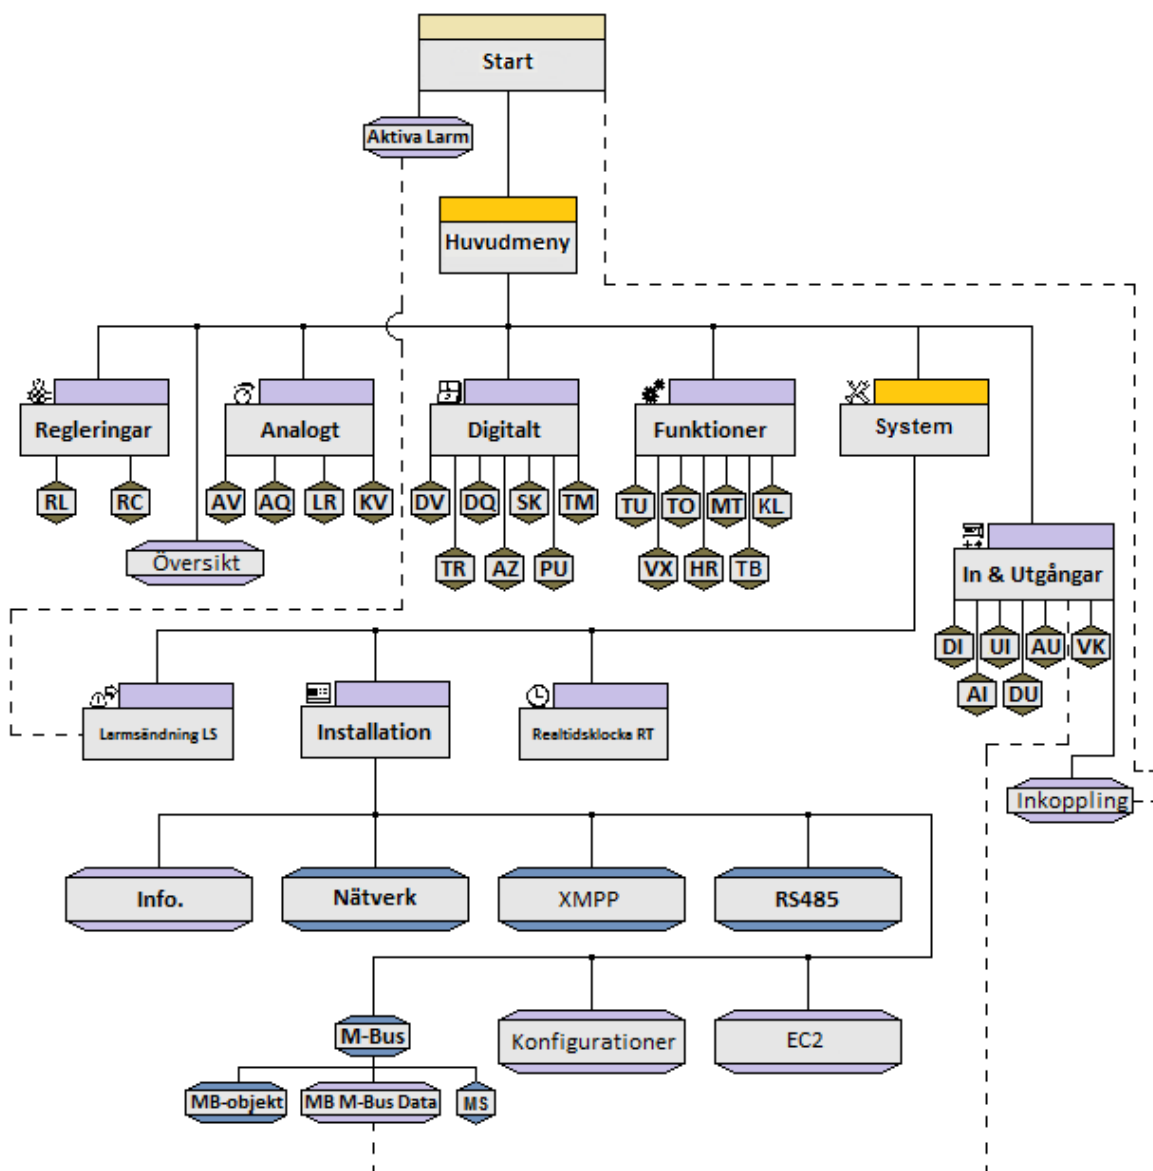 Start
Aktiva Larm
Huvudmeny
Regleringar
Analogt
Digitalt
Funktioner
System
RL
RC
AV
AQ
LR
KV
DV
DQ
SK
TM
TR
AZ
PU
TU
TO
MT
KL
VX
HR
TB
Översikt
In & Utgångar
DI
UI
AU
VK
AI
DU
Inkoppling
Larmsändning LS
Installation
Realtidsklocka RT
Info.
Nätverk
XMPP
RS485
M-Bus
Konfigurationer
EC2
MB-objekt
MB M-Bus Data
MS